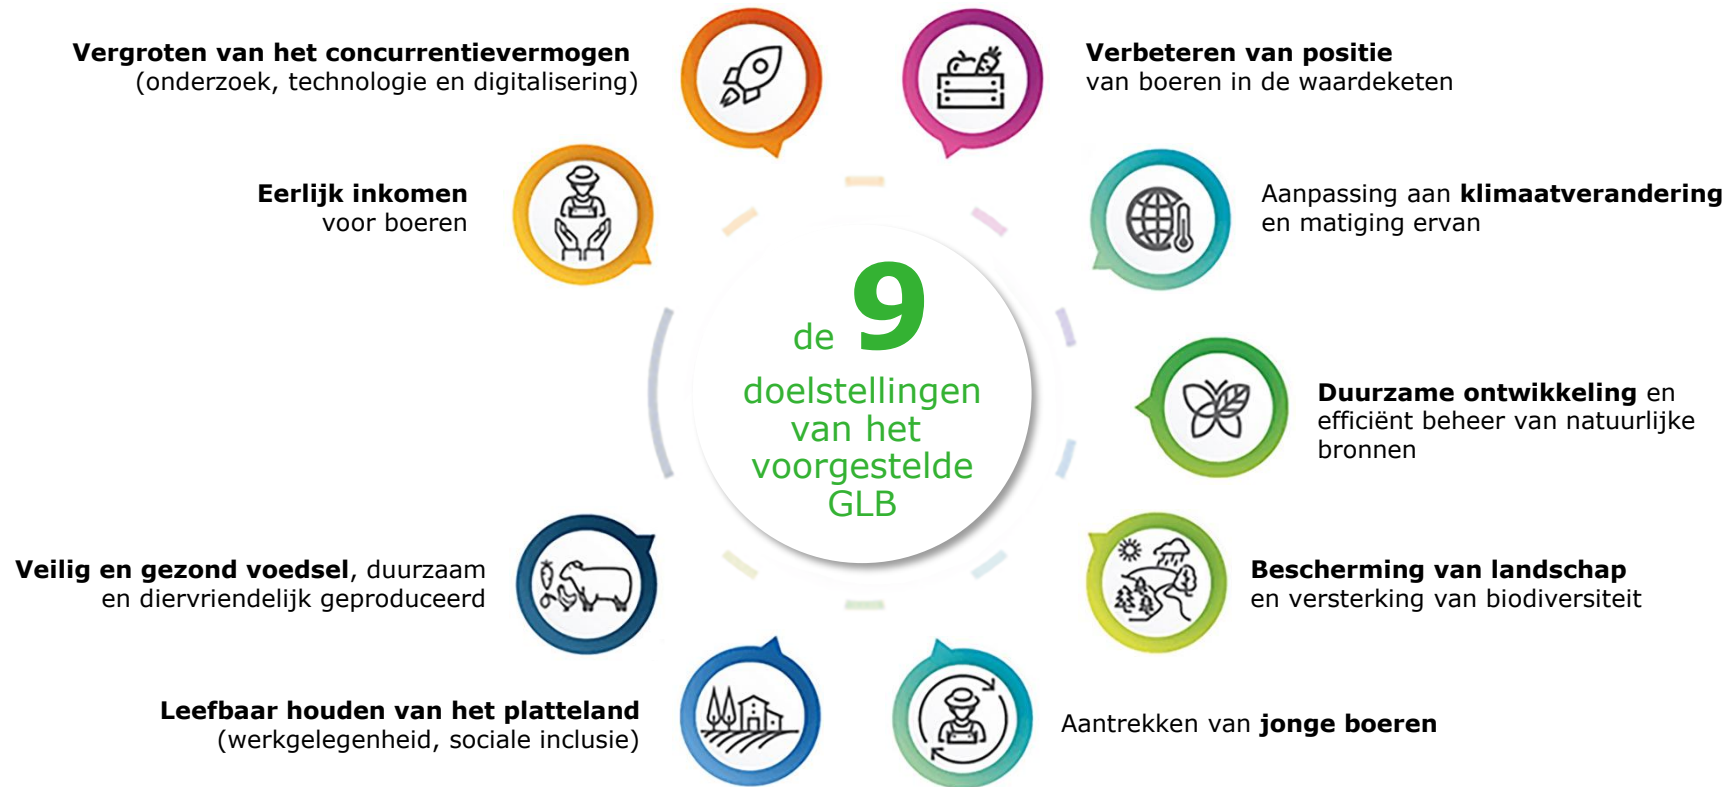 Vergroten van het concurrentievermogen
(onderzoek, technologie en digitalisering)
Verbeteren van positie
van boeren in de waardeketen
Eerlijk inkomen
voor boeren
Aanpassing aan klimaatverandering
en matiging ervan
de 9
doelstellingen
van het
voorgestelde
GLB
Duurzame ontwikkeling en
efficiënt beheer van natuurlijke
bronnen
Veilig en gezond voedsel, duurzaam
en diervriendelijk geproduceerd
Bescherming van landschap
en versterking van biodiversiteit
Leefbaar houden van het platteland
(werkgelegenheid, sociale inclusie)
Aantrekken van jonge boeren